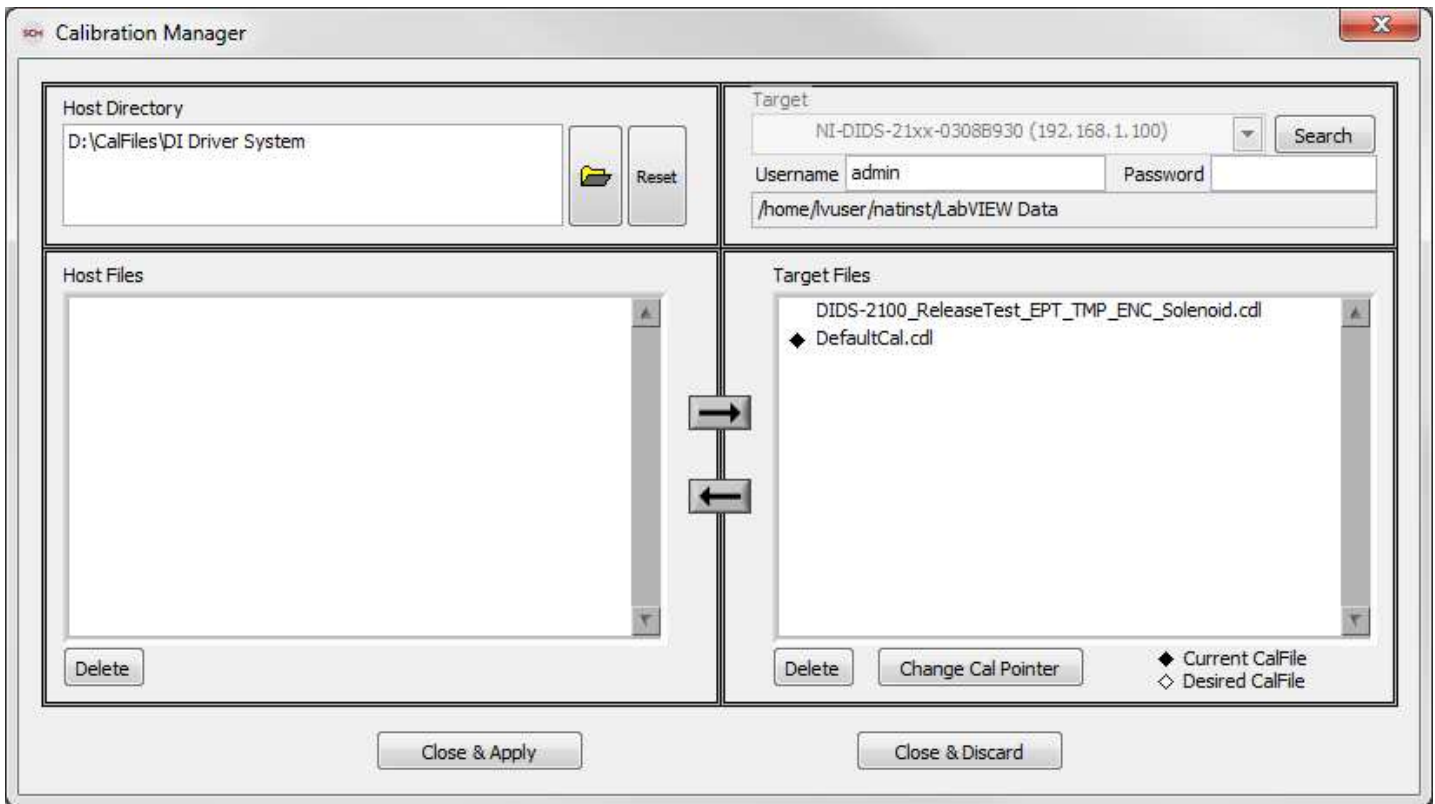 SCM Calibration Manager
Host Directory
D:\CalFiles\DI Driver System
Reset
Target
NI-DIDS-21xx-0308B930 (192.168.1.100)
Search
Username admin Password
/home/lvuser/natinst/LabVIEW Data
Host Files
Target Files
DIDS-2100_ReleaseTest_EPT_TMP_ENC_Solenoid.cdl
◆ DefaultCal.cdl
Delete
Delete
Change Cal Pointer
◆ Current CalFile
◇ Desired CalFile
Close & Apply
Close & Discard